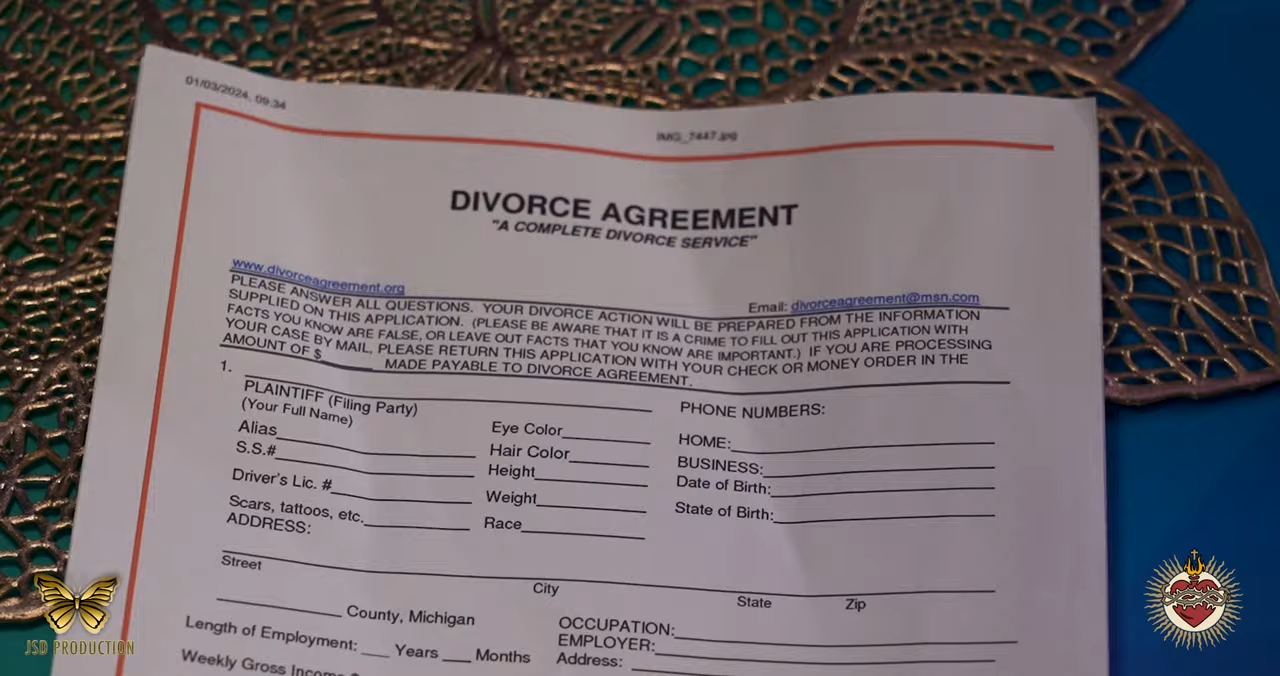 01/03/2024, 09:34
IMG_7447.jpg
DIVORCE AGREEMENT
"A COMPLETE DIVORCE SERVICE"
www.divorceagreement.org
Email: divorceagreement@msn.com
PLEASE ANSWER ALL QUESTIONS. YOUR DIVORCE ACTION WILL BE PREPARED FROM THE INFORMATION
SUPPLIED ON THIS APPLICATION. (PLEASE BE AWARE THAT IT IS A CRIME TO FILL OUT THIS APPLICATION WITH
FACTS YOU KNOW ARE FALSE, OR LEAVE OUT FACTS THAT YOU KNOW ARE IMPORTANT.) IF YOU ARE PROCESSING
YOUR CASE BY MAIL, PLEASE RETURN THIS APPLICATION WITH YOUR CHECK OR MONEY ORDER IN THE
AMOUNT OF $________ MADE PAYABLE TO DIVORCE AGREEMENT.
1.
PLAINTIFF (Filing Party)
(Your Full Name)
PHONE NUMBERS:
Alias
Eye Color
HOME:
S.S.#
Hair Color
BUSINESS:
Height
Date of Birth:
Driver's Lic. #
Weight
State of Birth:
Scars, tattoos, etc.
Race
ADDRESS:
Street
City
State
Zip
County, Michigan
OCCUPATION:
Length of Employment: ___ Years ___ Months
EMPLOYER:
Address:
Weekly Gross Income $
JSD PRODUCTION